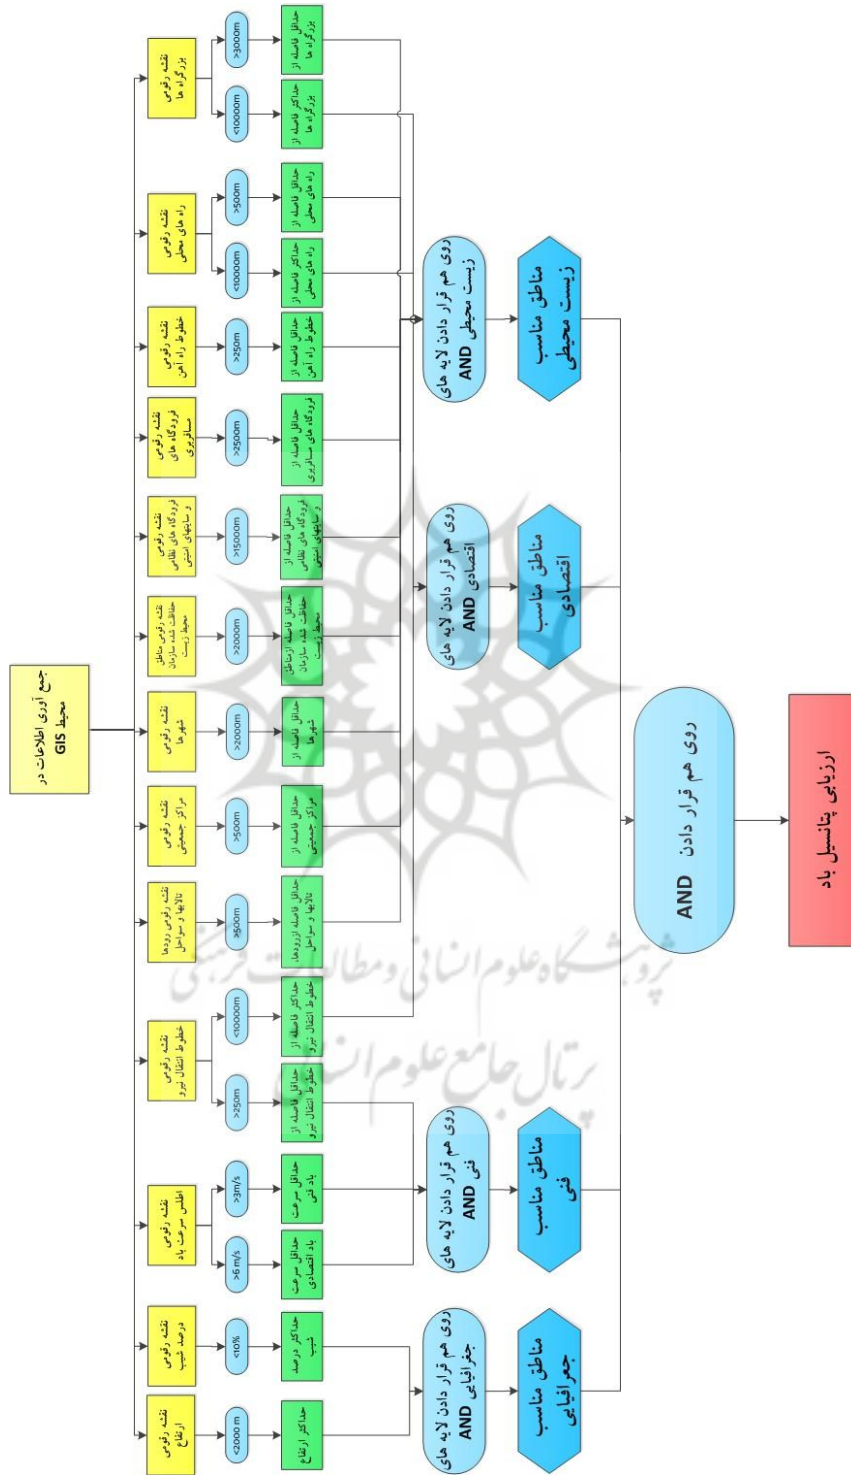 جمع آوری اطلاعات در
محیط GIS
نقشه رقومی
بزرگراه ها
نقشه رقومی
راه های محلی
نقشه رقومی
خطوط راه آهن
نقشه رقومی
فرودگاه های
مسافربری
نقشه رقومی
فرودگاه های نظامی
و سایتهای امنیتی
نقشه رقومی مناطق
حفاظت شده سازمان
محیط زیست
نقشه رقومی
شهرها
نقشه رقومی
مراکز جمعیتی
نقشه رقومی رودها
تالابها و سواحل
نقشه رقومی
خطوط انتقال نیرو
نقشه رقومی
اطلس سرعت باد
نقشه رقومی
درصد شیب
نقشه رقومی
ارتفاع
>3000m
<10000m
>500m
<10000m
>250m
>2500m
>15000m
>2000m
>2000m
>500m
>500m
<10000m
>250m
>3m/s
>6 m/s
<10%
<2000 m
حداقل فاصله از
بزرگراه ها
حداکثر فاصله از
بزرگراه ها
حداقل فاصله از
راه های محلی
حداکثر فاصله از
راه های محلی
حداقل فاصله از
خطوط راه آهن
حداقل فاصله از
فرودگاه های مسافربری
حداقل فاصله از
فرودگاه های نظامی
و سایتهای امنیتی
حداقل فاصله ازمناطق
حفاظت شده سازمان
محیط زیست
حداقل فاصله از
شهرها
حداقل فاصله از
مراکز جمعیتی
حداقل فاصله ازرودها،
تالابها و سواحل
حداکثر فاصله از
خطوط انتقال نیرو
حداقل فاصله از
خطوط انتقال نیرو
حداقل سرعت
باد فنی
حداقل سرعت
باد اقتصادی
حداکثر درصد
شیب
حداکثر ارتفاع
روی هم قرار دادن لایه های
زیست محیطی AND
روی هم قرار دادن لایه های
اقتصادی AND
روی هم قرار دادن لایه های
فنی AND
روی هم قرار دادن لایه های
جغرافیایی AND
مناطق مناسب
زیست محیطی
مناطق مناسب
اقتصادی
مناطق مناسب
فنی
مناطق مناسب
جغرافیایی
روی هم قرار دادن AND
ارزیابی پتانسیل باد
پژوهشگاه علوم انسانی و مطالعات فرهنگی
پرتال جامع علوم انسانی